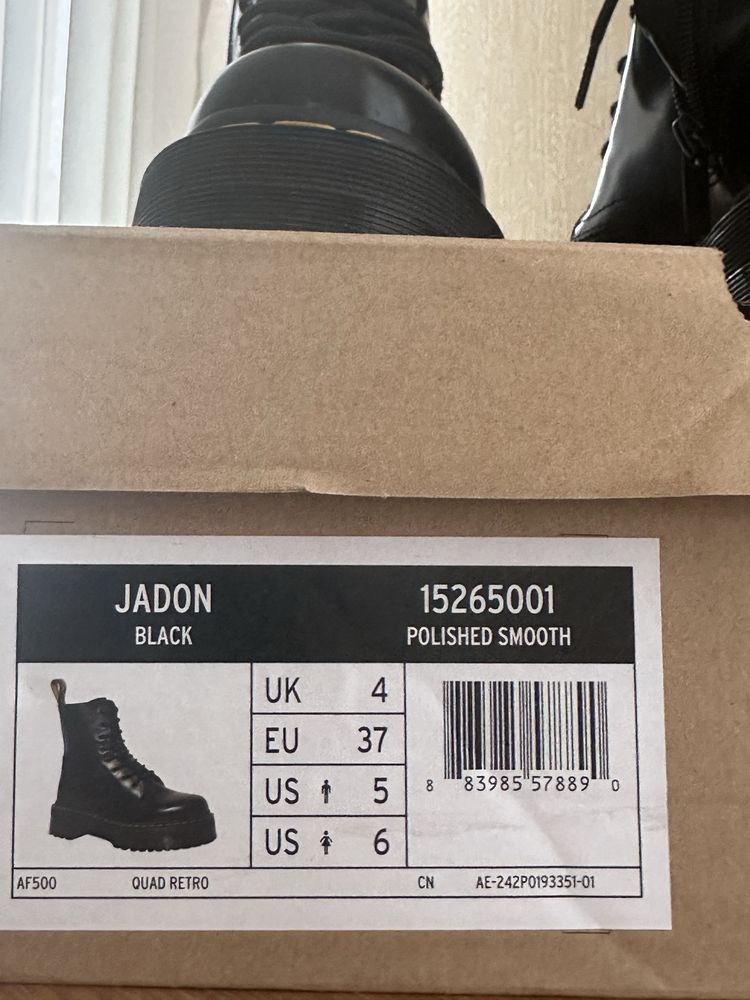 JADON 15265001
BLACK POLISHED SMOOTH
UK 4
EU 37
US 5
US 6
8 83985 57889 0
AF500 QUAD RETRO CN AE-242P0193351-01